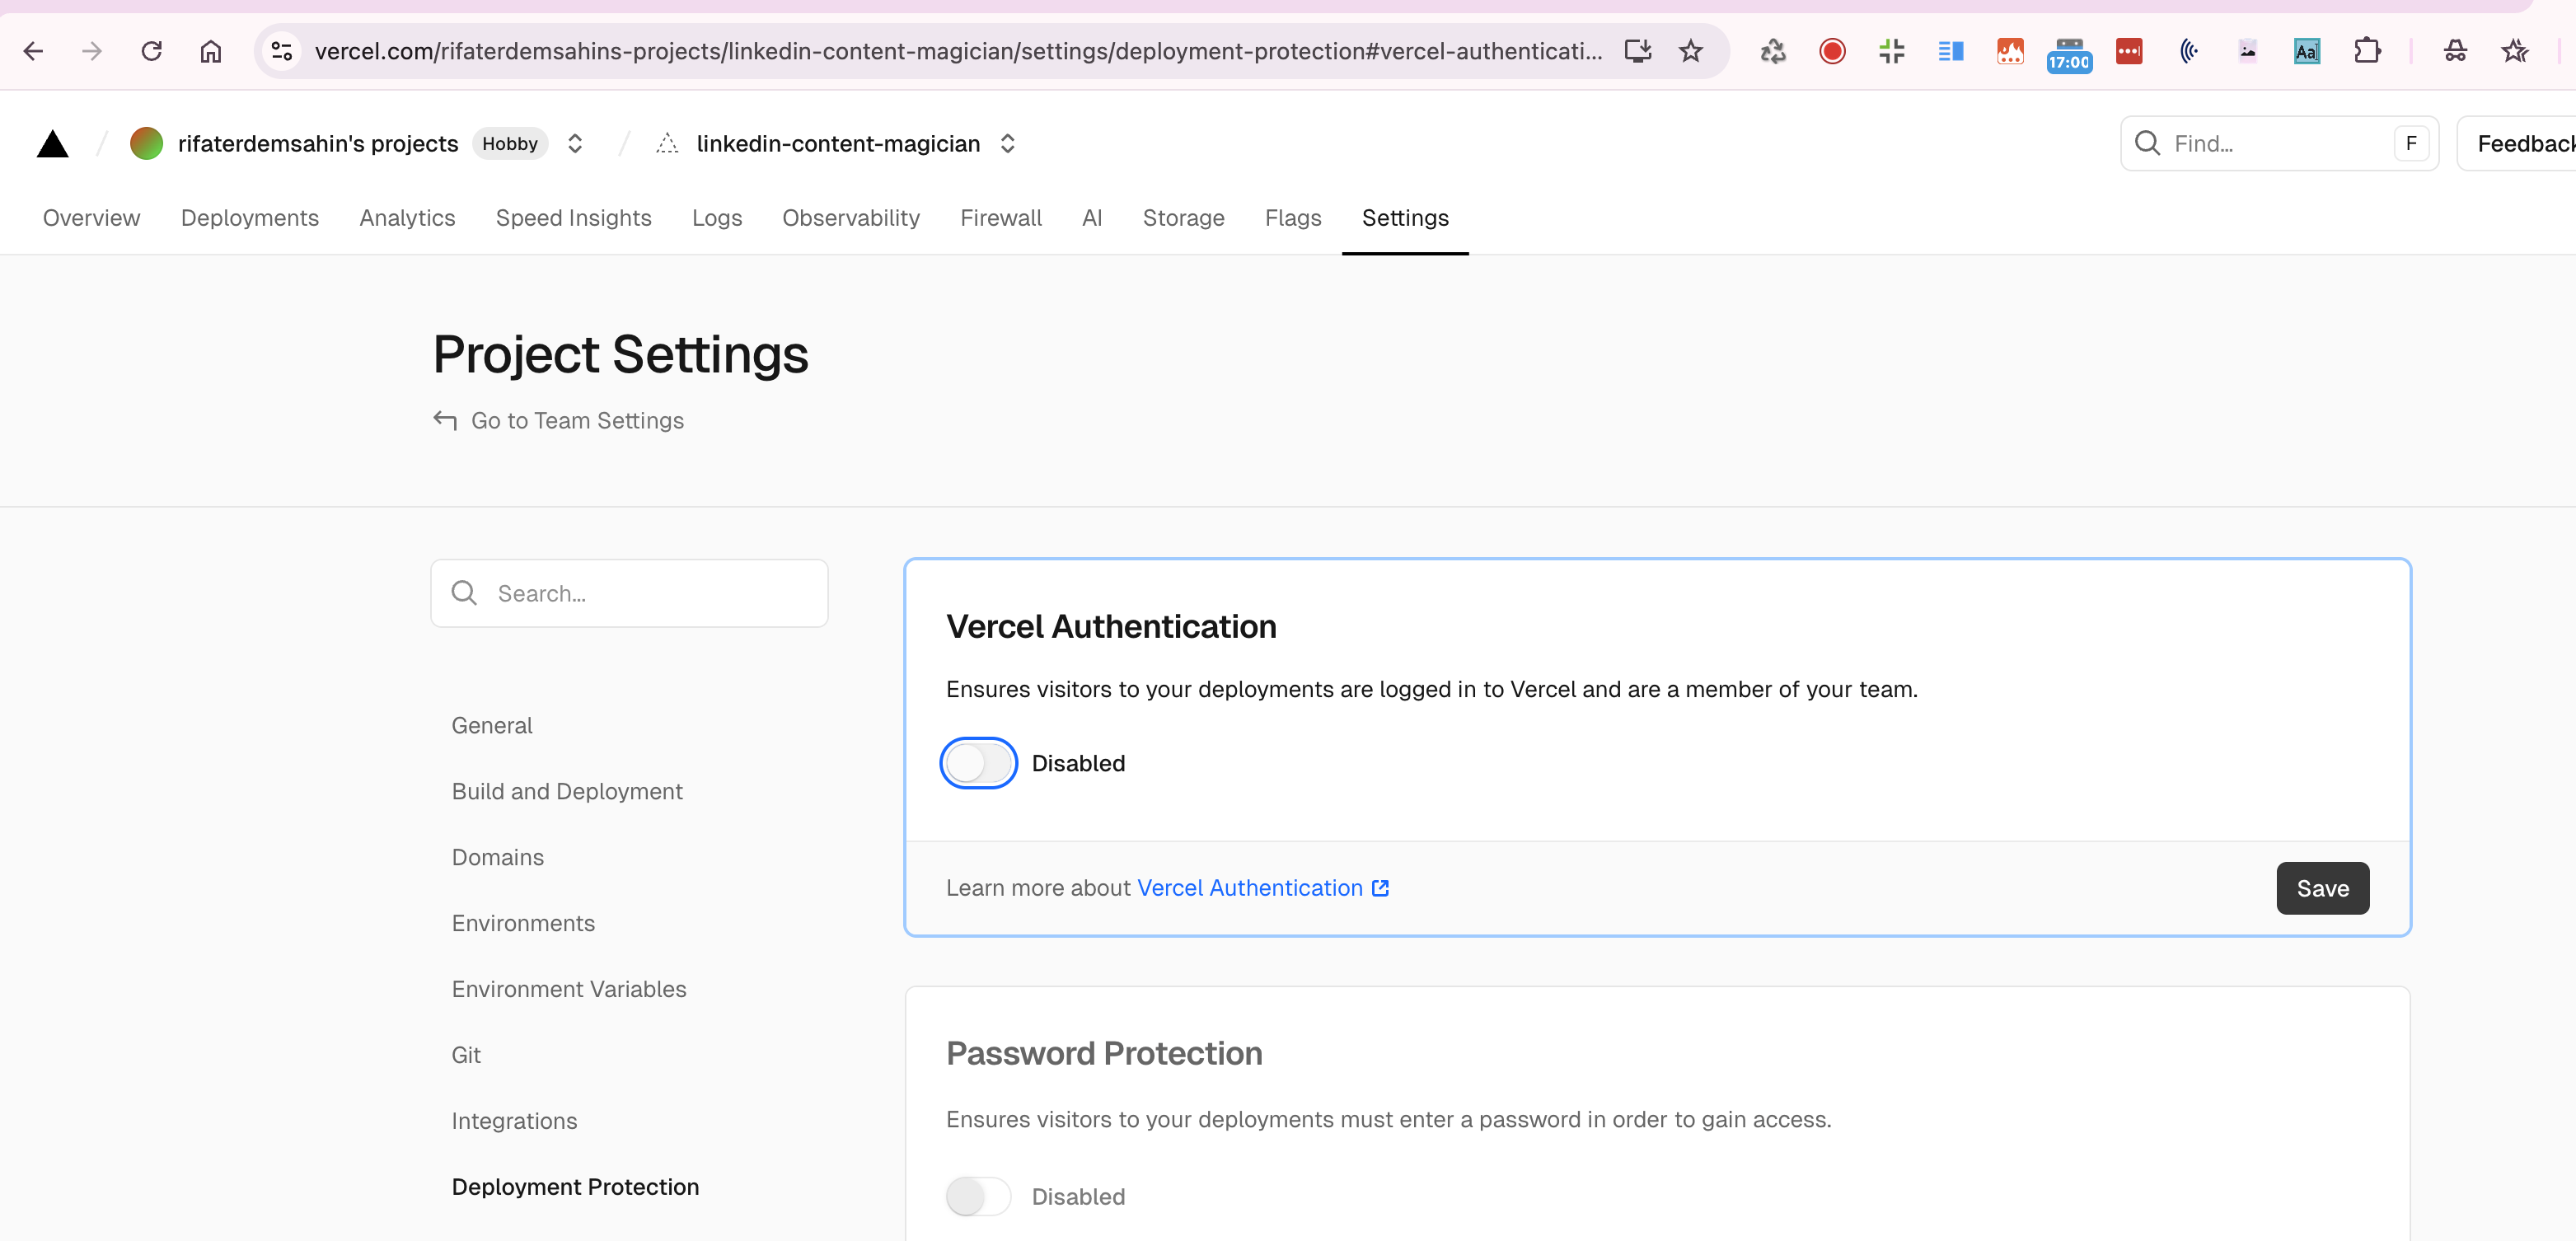 vercel.com/rifaterdemsahins-projects/linkedin-content-magician/settings/deployment-protection#vercel-authenticati...
17:00
Aa
rifaterdemsahin's projects Hobby linkedin-content-magician
Find... F Feedback
Overview Deployments Analytics Speed Insights Logs Observability Firewall AI Storage Flags Settings
Project Settings
Go to Team Settings
Search...
General
Build and Deployment
Domains
Environments
Environment Variables
Git
Integrations
Deployment Protection
Vercel Authentication
Ensures visitors to your deployments are logged in to Vercel and are a member of your team.
Disabled
Learn more about Vercel Authentication
Save
Password Protection
Ensures visitors to your deployments must enter a password in order to gain access.
Disabled